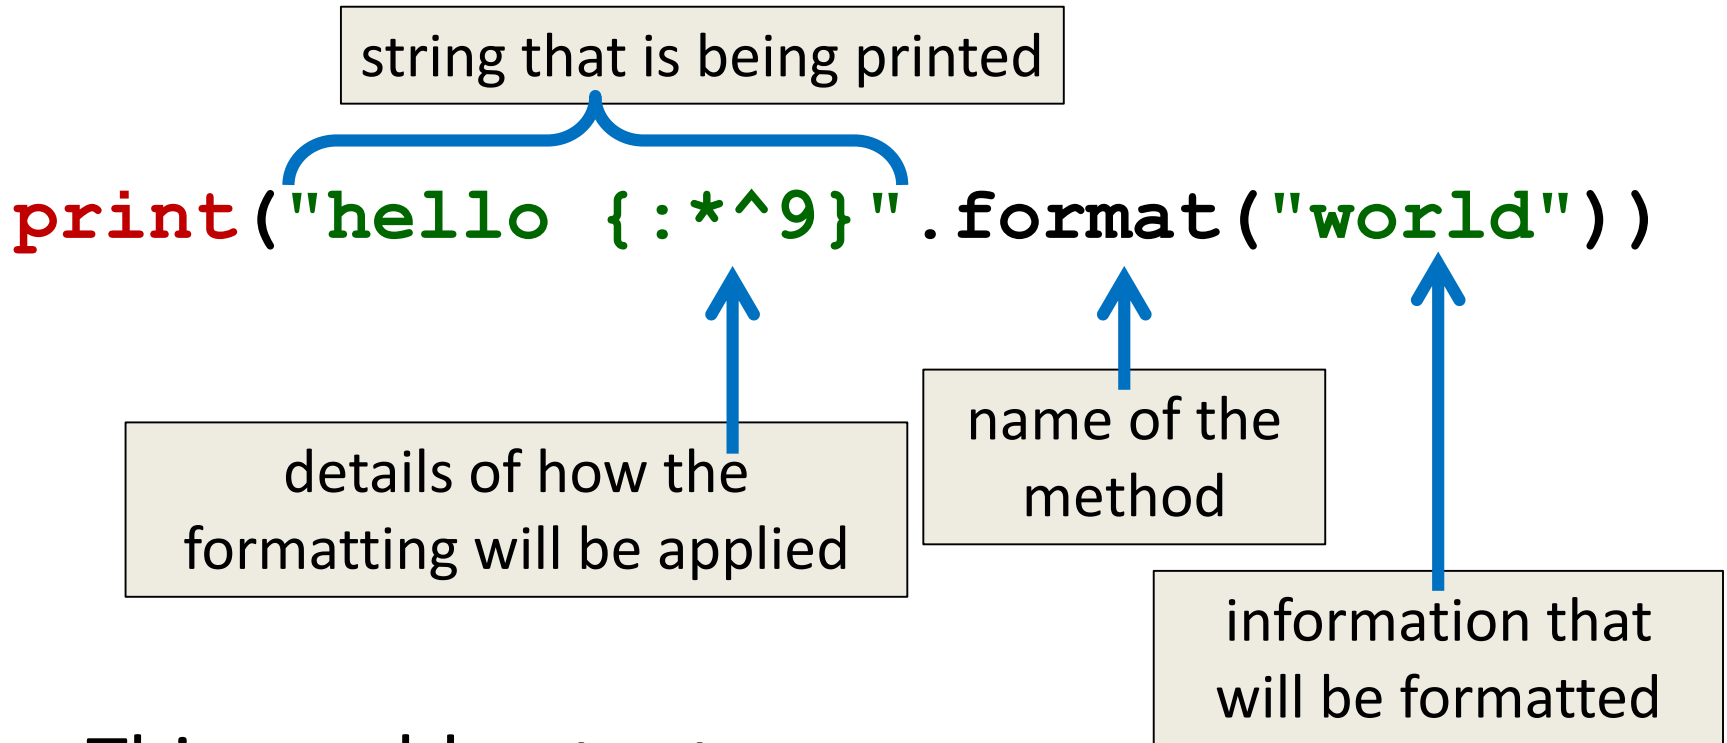 string that is being printed
print("hello {:*^9}".format("world"))
details of how the
formatting will be applied
name of the
method
information that
will be formatted